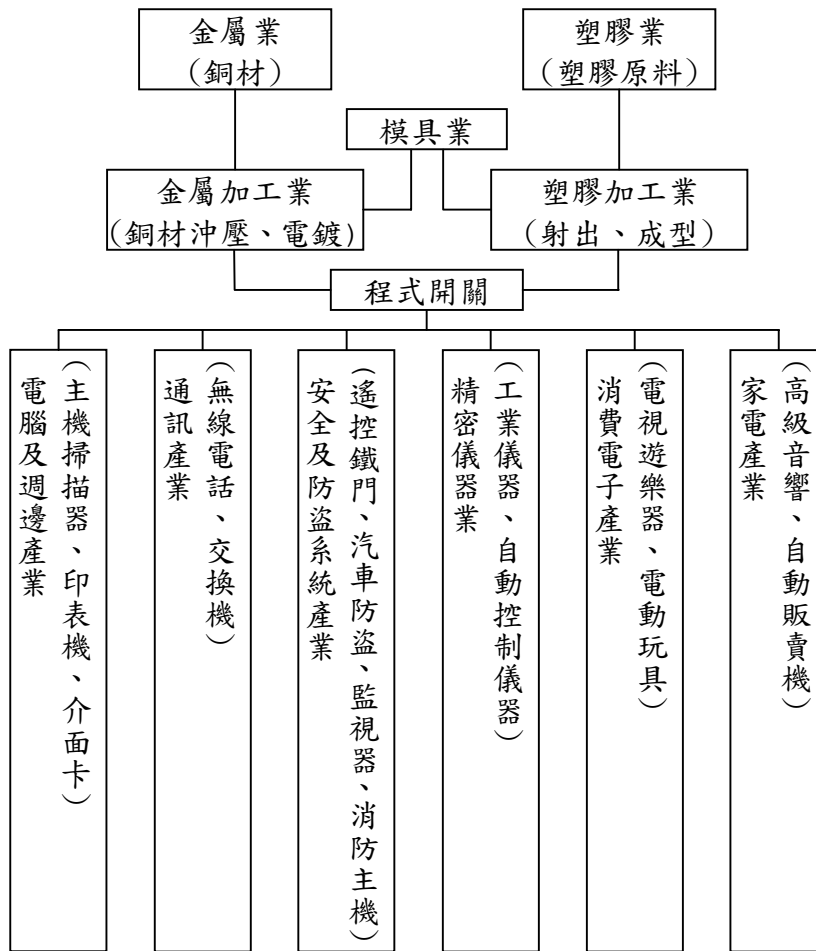 金屬業
(銅材)
塑膠業
(塑膠原料)
模具業
金屬加工業
(銅材沖壓、電鍍)
塑膠加工業
(射出、成型)
程式開關
電腦及週邊產業
(主機掃描器、印表機、介面卡)
通訊產業
(無線電話、交換機)
安全及防盜系統產業
(遙控鐵門、汽車防盜、監視器、消防主機)
精密儀器業
(工業儀器、自動控制儀器)
消費電子產業
(電視遊樂器、電動玩具)
家電產業
(高級音響、自動販賣機)